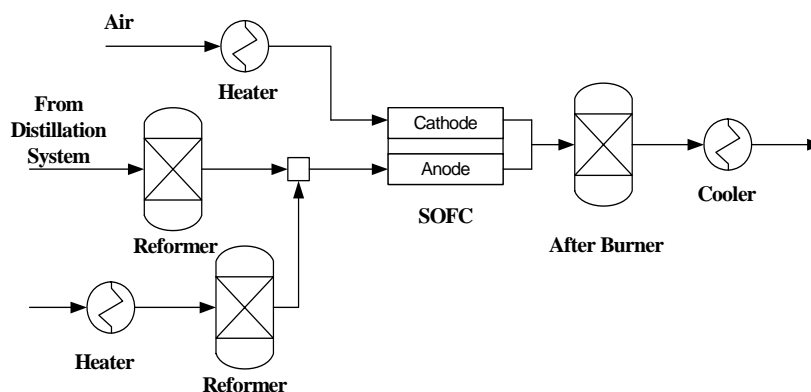 Air
Heater
From
Distillation
System
Reformer
Cathode
Anode
SOFC
After Burner
Cooler
Heater
Reformer